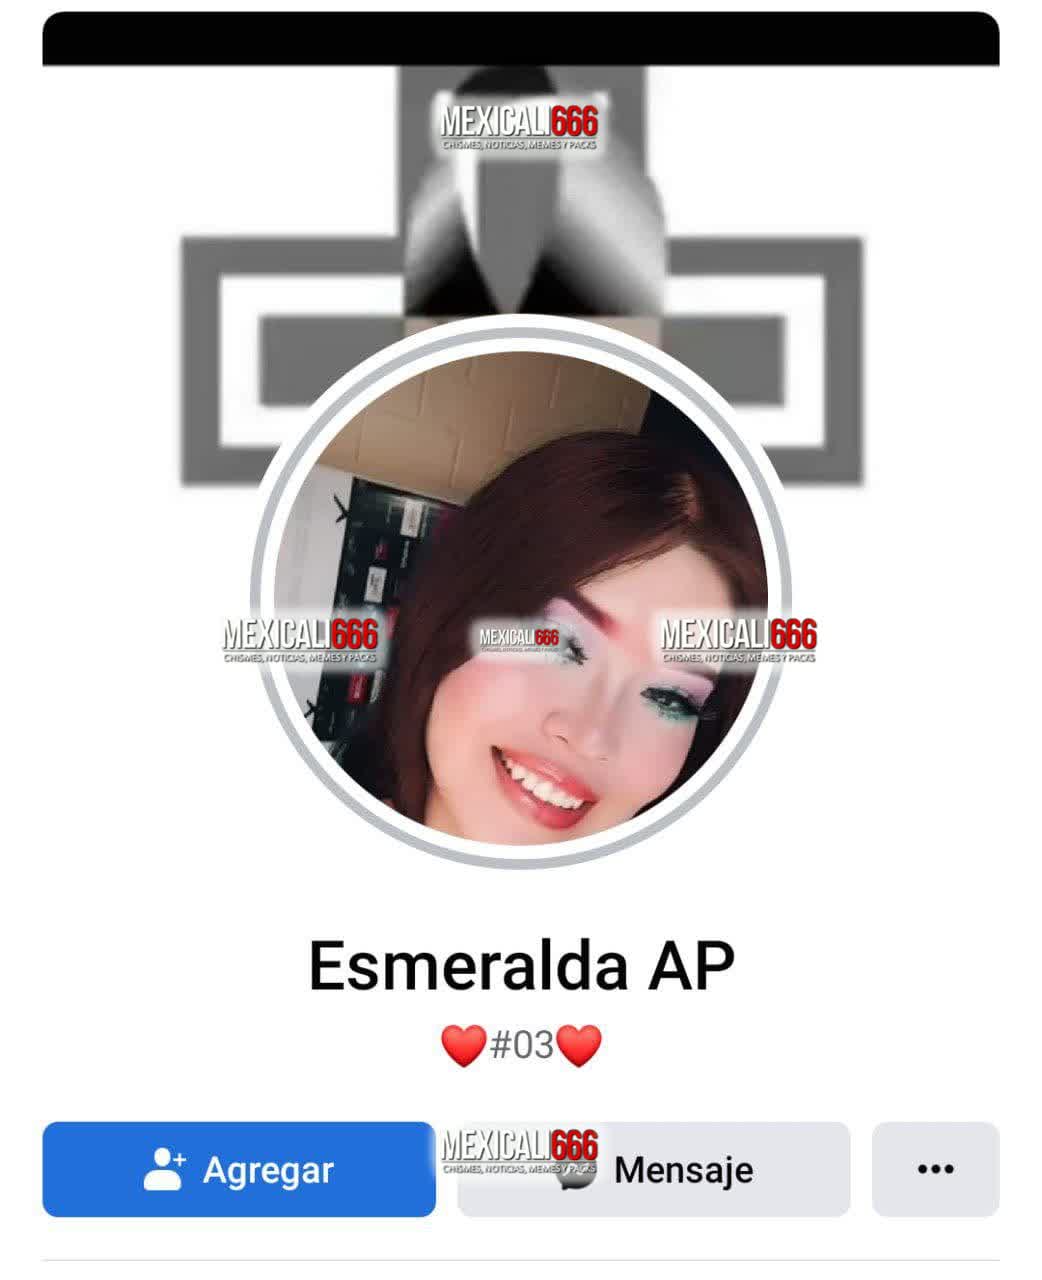 MEXICALI666
CHISMES, NOTICIAS, MEMES Y PACKS
MEXICALI666
CHISMES, NOTICIAS, MEMES Y PACKS
MEXICALI666
CHISMES, NOTICIAS, MEMES Y PACKS
MEXICALI666
CHISMES, NOTICIAS, MEMES Y PACKS
Esmeralda AP
❤️#03❤️
Agregar
MEXICALI666
CHISMES, NOTICIAS, MEMES Y PACKS
Mensaje